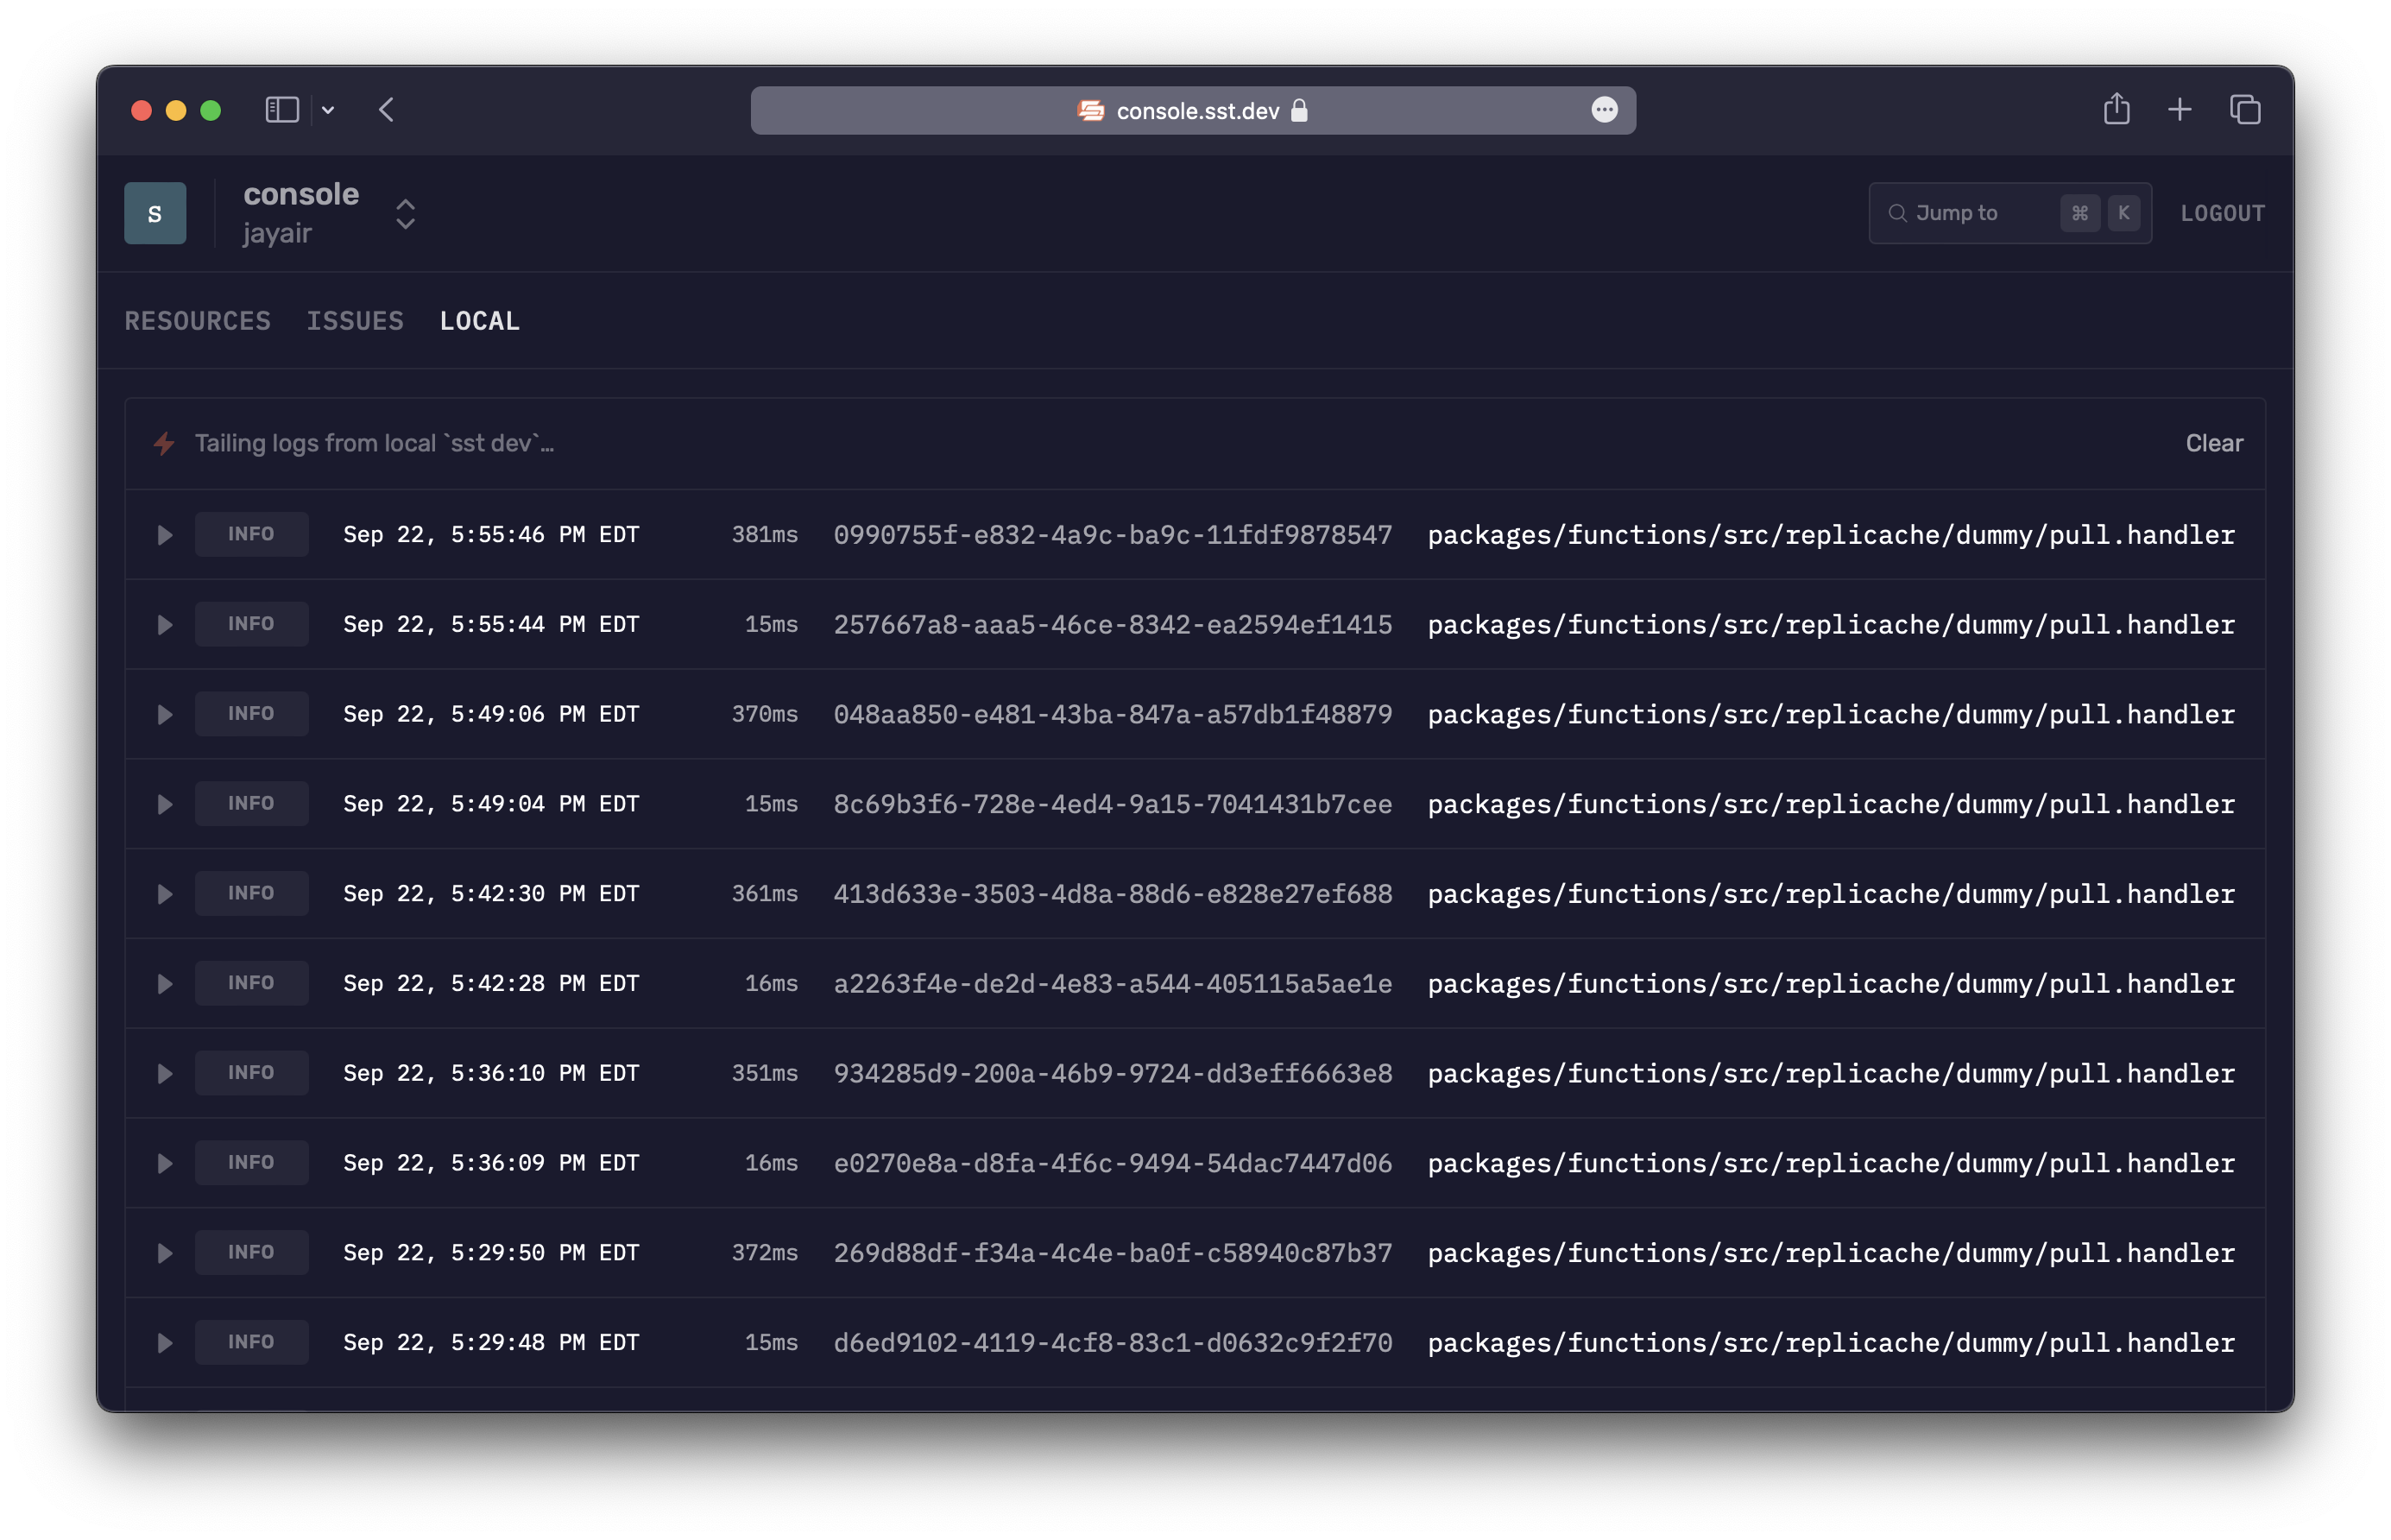 console.sst.dev
S
console
jayair
Jump to ⌘ K
LOGOUT
RESOURCES ISSUES LOCAL
Tailing logs from local `sst dev`… Clear
INFO Sep 22, 5:55:46 PM EDT 381ms 0990755f-e832-4a9c-ba9c-11fdf9878547 packages/functions/src/replicache/dummy/pull.handler
INFO Sep 22, 5:55:44 PM EDT 15ms 257667a8-aaa5-46ce-8342-ea2594ef1415 packages/functions/src/replicache/dummy/pull.handler
INFO Sep 22, 5:49:06 PM EDT 370ms 048aa850-e481-43ba-847a-a57db1f48879 packages/functions/src/replicache/dummy/pull.handler
INFO Sep 22, 5:49:04 PM EDT 15ms 8c69b3f6-728e-4ed4-9a15-7041431b7cee packages/functions/src/replicache/dummy/pull.handler
INFO Sep 22, 5:42:30 PM EDT 361ms 413d633e-3503-4d8a-88d6-e828e27ef688 packages/functions/src/replicache/dummy/pull.handler
INFO Sep 22, 5:42:28 PM EDT 16ms a2263f4e-de2d-4e83-a544-405115a5ae1e packages/functions/src/replicache/dummy/pull.handler
INFO Sep 22, 5:36:10 PM EDT 351ms 934285d9-200a-46b9-9724-dd3eff6663e8 packages/functions/src/replicache/dummy/pull.handler
INFO Sep 22, 5:36:09 PM EDT 16ms e0270e8a-d8fa-4f6c-9494-54dac7447d06 packages/functions/src/replicache/dummy/pull.handler
INFO Sep 22, 5:29:50 PM EDT 372ms 269d88df-f34a-4c4e-ba0f-c58940c87b37 packages/functions/src/replicache/dummy/pull.handler
INFO Sep 22, 5:29:48 PM EDT 15ms d6ed9102-4119-4cf8-83c1-d0632c9f2f70 packages/functions/src/replicache/dummy/pull.handler